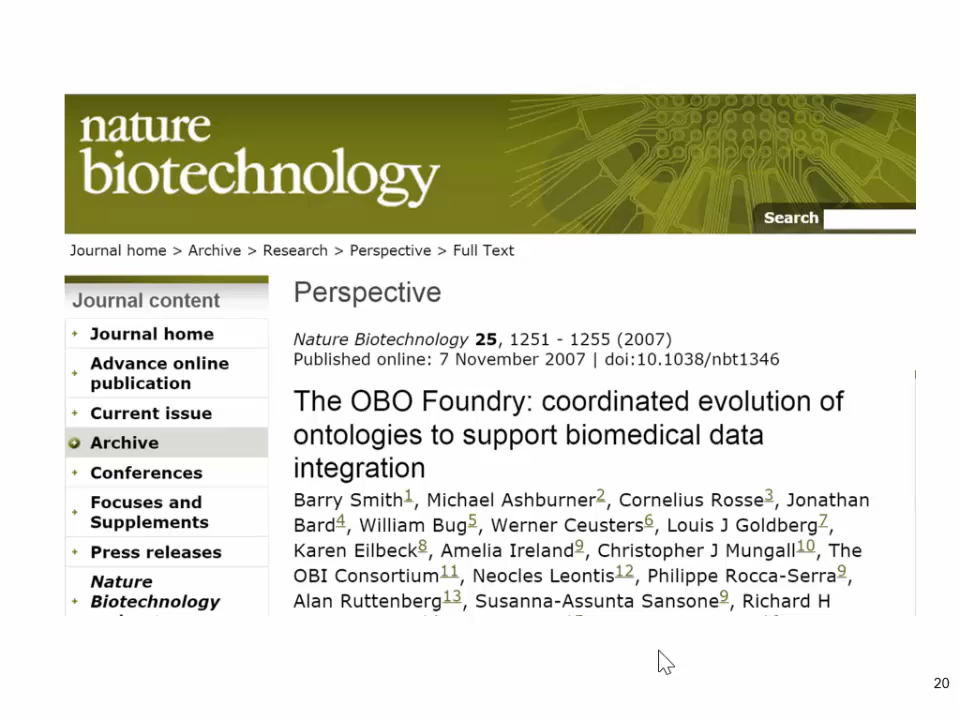 nature
biotechnology
Search
Journal home > Archive > Research > Perspective > Full Text
Journal content
Journal home
Advance online
publication
Current issue
Archive
Conferences
Focuses and
Supplements
Press releases
Nature
Biotechnology
Perspective
Nature Biotechnology 25, 1251 - 1255 (2007)
Published online: 7 November 2007 | doi:10.1038/nbt1346
The OBO Foundry: coordinated evolution of
ontologies to support biomedical data
integration
Barry Smith1, Michael Ashburner2, Cornelius Rosse3, Jonathan
Bard4, William Bug5, Werner Ceusters6, Louis J Goldberg7,
Karen Eilbeck8, Amelia Ireland9, Christopher J Mungall10, The
OBI Consortium11, Neocles Leontis12, Philippe Rocca-Serra9,
Alan Ruttenberg13, Susanna-Assunta Sansone9, Richard H
20